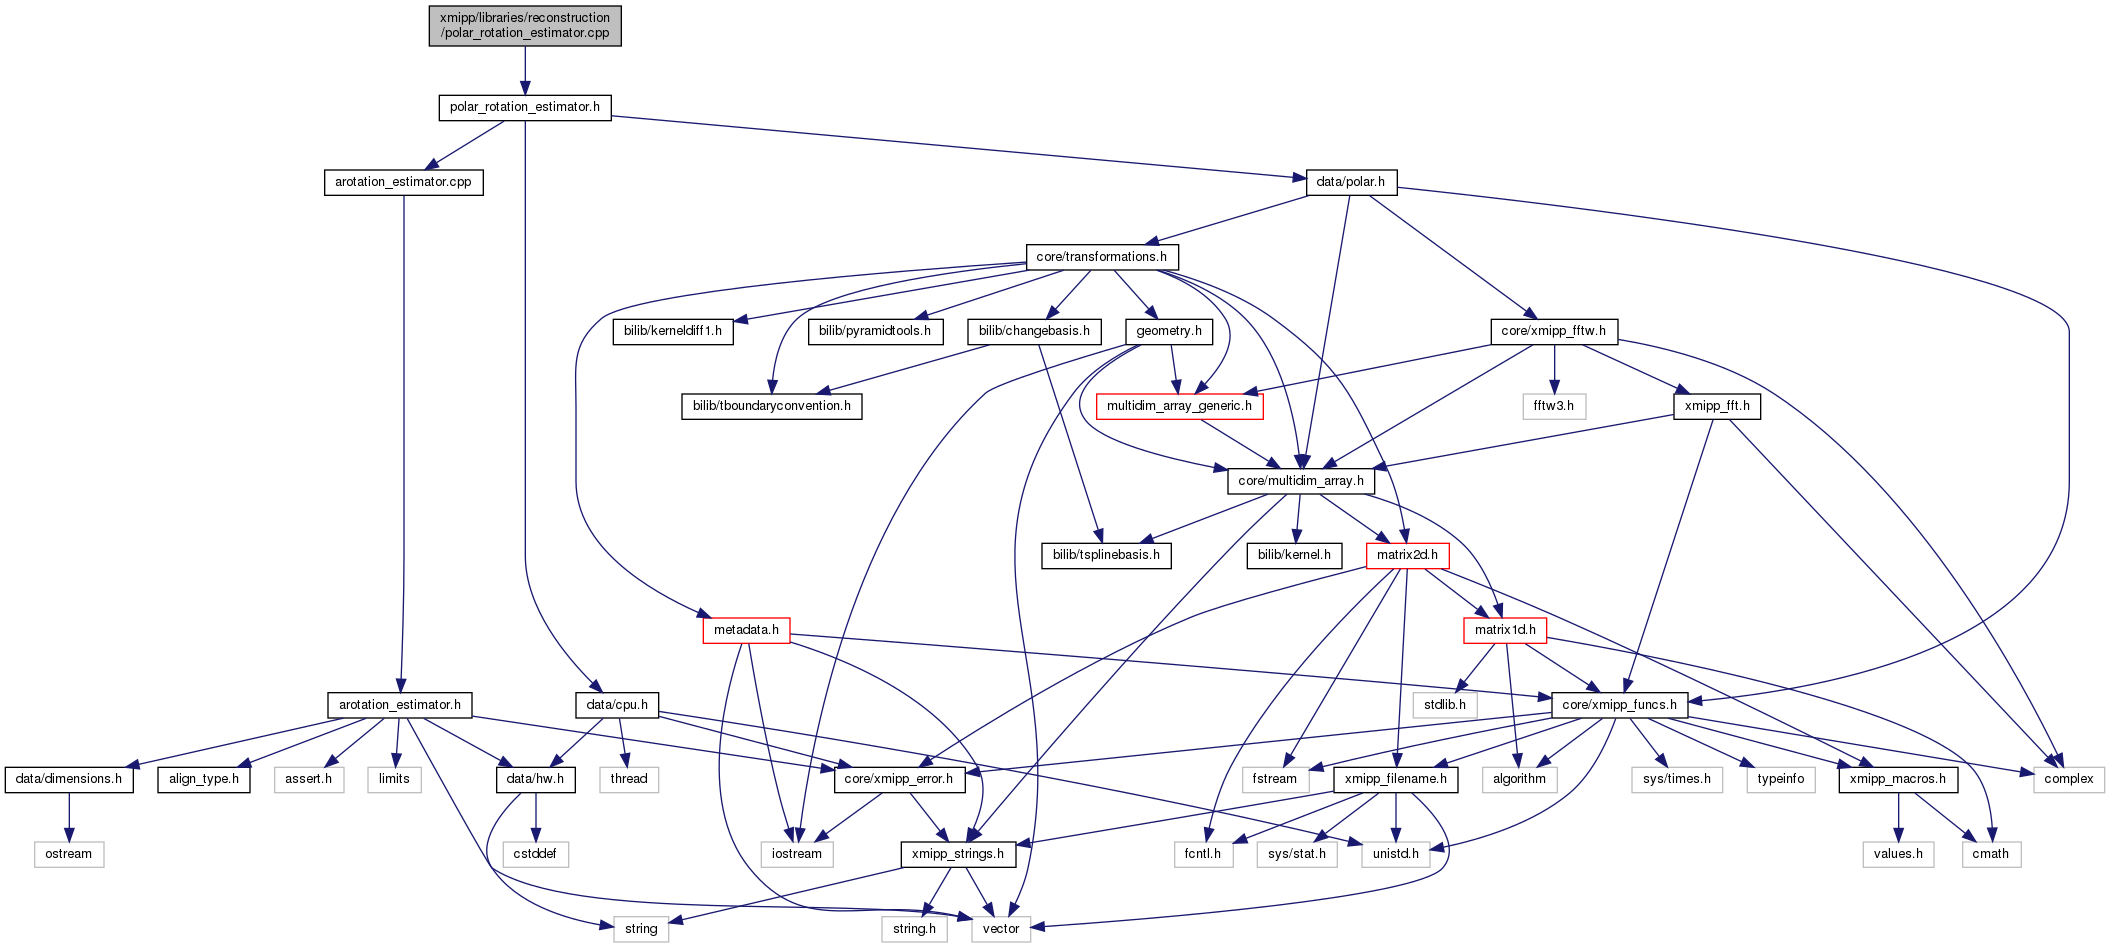 xmipp/libraries/reconstruction
/polar_rotation_estimator.cpp
polar_rotation_estimator.h
arotation_estimator.cpp
data/polar.h
core/transformations.h
bilib/kerneldiff1.h
bilib/pyramidtools.h
bilib/changebasis.h
geometry.h
core/xmipp_fftw.h
bilib/tboundaryconvention.h
multidim_array_generic.h
fftw3.h
xmipp_fft.h
core/multidim_array.h
bilib/tsplinebasis.h
bilib/kernel.h
matrix2d.h
metadata.h
matrix1d.h
arotation_estimator.h
data/cpu.h
stdlib.h
core/xmipp_funcs.h
data/dimensions.h
align_type.h
assert.h
limits
data/hw.h
thread
core/xmipp_error.h
fstream
xmipp_filename.h
algorithm
sys/times.h
typeinfo
xmipp_macros.h
complex
ostream
cstddef
iostream
xmipp_strings.h
fcntl.h
sys/stat.h
unistd.h
values.h
cmath
string
string.h
vector